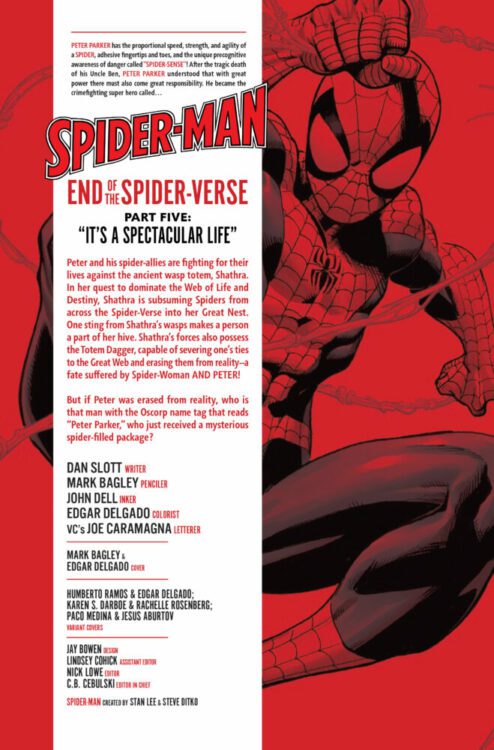 PETER PARKER has the proportional speed, strength, and agility of
a SPIDER, adhesive fingertips and toes, and the unique precognitive
awareness of danger called "SPIDER-SENSE"! After the tragic death
of his Uncle Ben, PETER PARKER understood that with great
power there must also come great responsibility. He became the
crimefighting super hero called...
SPIDER-MAN
END OF THE SPIDER-VERSE
PART FIVE:
"IT'S A SPECTACULAR LIFE"
Peter and his spider-allies are fighting for their
lives against the ancient wasp totem, Shathra.
In her quest to dominate the Web of Life and
Destiny, Shathra is subsuming Spiders from
across the Spider-Verse into her Great Nest.
One sting from Shathra's wasps makes a person
a part of her hive. Shathra's forces also possess
the Totem Dagger, capable of severing one's ties
to the Great Web and erasing them from reality—a
fate suffered by Spider-Woman AND PETER!
But if Peter was erased from reality, who is
that man with the Oscorp name tag that reads
"Peter Parker," who just received a mysterious
spider-filled package?
DAN SLOTT WRITER
MARK BAGLEY PENCILER
JOHN DELL INKER
EDGAR DELGADO COLORIST
VC's JOE CARAMAGNA LETTERER
MARK BAGLEY &
EDGAR DELGADO COVER
HUMBERTO RAMOS & EDGAR DELGADO;
KAREN S. DARBOE & RACHELLE ROSENBERG;
PACO MEDINA & JESUS ABURTOV
VARIANT COVERS
JAY BOWEN DESIGN
LINDSEY COHICK ASSISTANT EDITOR
NICK LOWE EDITOR
C.B. CEBULSKI EDITOR IN CHIEF
SPIDER-MAN CREATED BY STAN LEE & STEVE DITKO